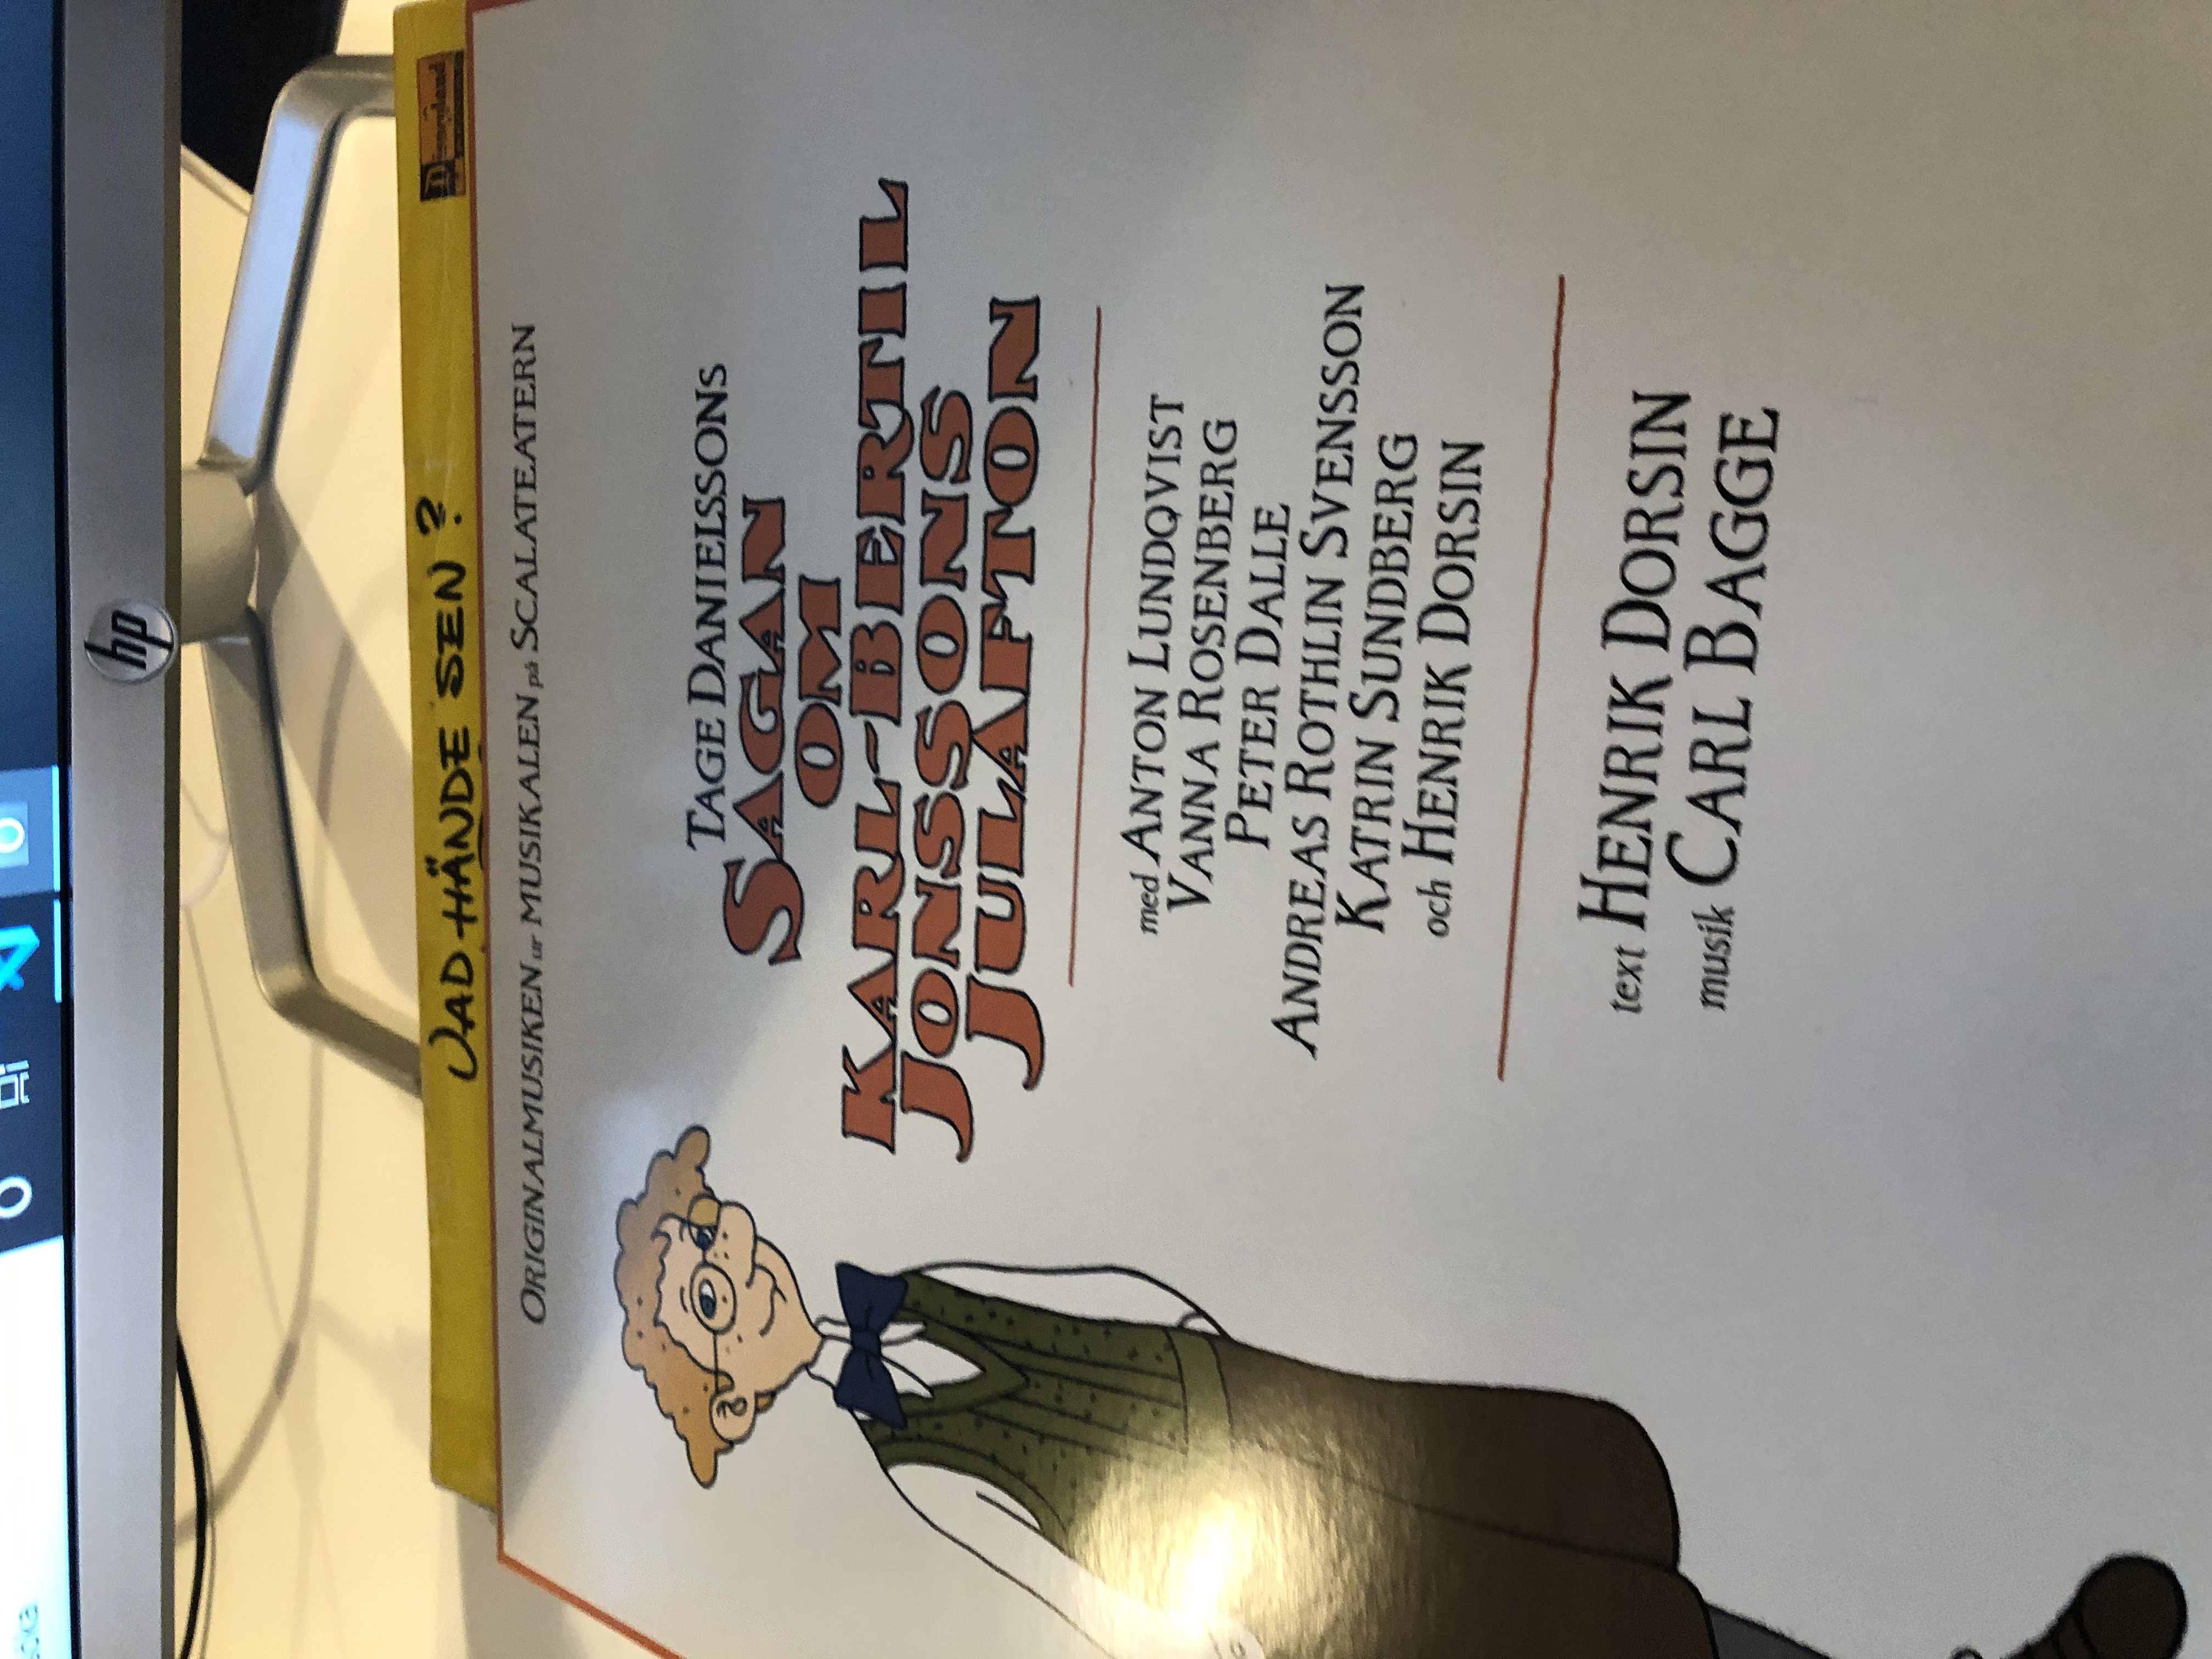 hp
VAD HÄNDE SEN?
Disneyland
ORIGINALMUSIKEN ur MUSIKALEN på SCALATEATERN
TAGE DANIELSSONS
SAGAN
OM
KARL-BERTIL
JONSSONS
JULAFTON
med ANTON LUNDQVIST
VANNA ROSENBERG
PETER DALLE
ANDREAS ROTHLIN SVENSSON
KATRIN SUNDBERG
och HENRIK DORSIN
text HENRIK DORSIN
musik CARL BAGGE